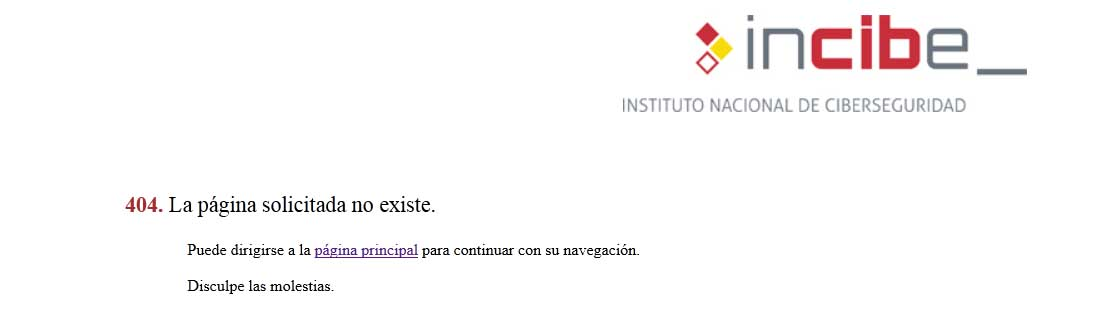 incibe_
INSTITUTO NACIONAL DE CIBERSEGURIDAD
404. La página solicitada no existe.
Puede dirigirse a la página principal para continuar con su navegación.
Disculpe las molestias.